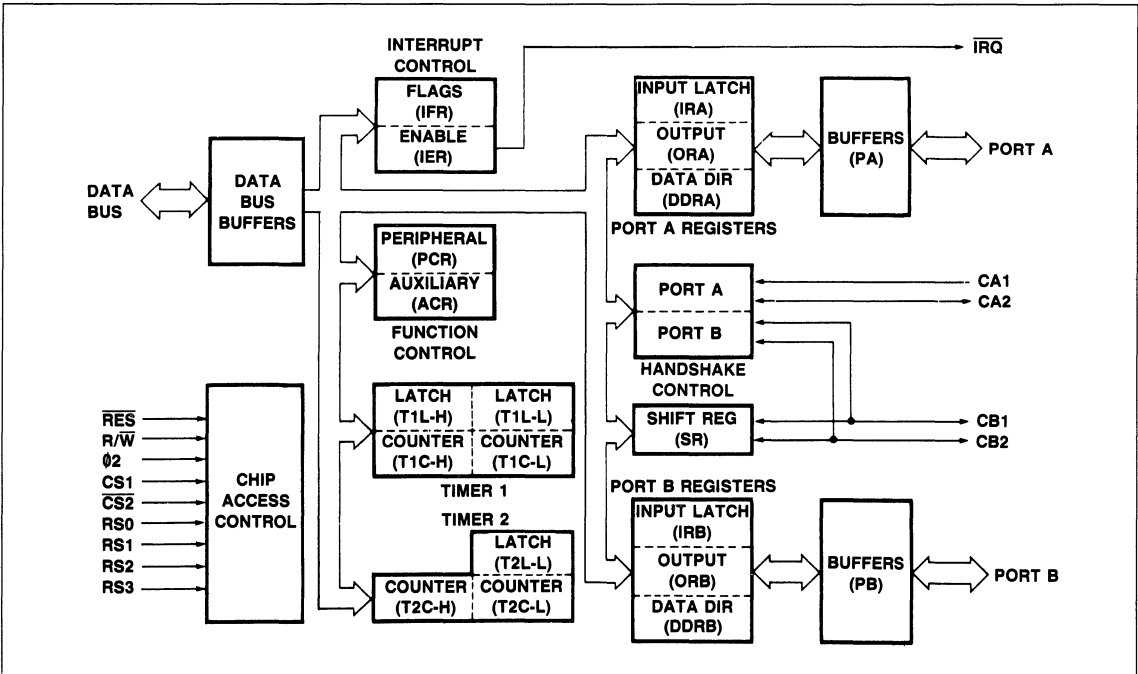 INTERRUPT
CONTROL
FLAGS
(IFR)
ENABLE
(IER)
IRQ
DATA
BUS
DATA
BUS
BUFFERS
PERIPHERAL
(PCR)
AUXILIARY
(ACR)
FUNCTION
CONTROL
RES
R/W
Φ2
CS1
CS2
RS0
RS1
RS2
RS3
CHIP
ACCESS
CONTROL
LATCH
(T1L-H)
LATCH
(T1L-L)
COUNTER
(T1C-H)
COUNTER
(T1C-L)
TIMER 1
TIMER 2
LATCH
(T2L-L)
COUNTER
(T2C-H)
COUNTER
(T2C-L)
INPUT LATCH
(IRA)
OUTPUT
(ORA)
DATA DIR
(DDRA)
PORT A REGISTERS
BUFFERS
(PA)
PORT A
PORT A
PORT B
HANDSHAKE
CONTROL
CA1
CA2
SHIFT REG
(SR)
CB1
CB2
PORT B REGISTERS
INPUT LATCH
(IRB)
OUTPUT
(ORB)
DATA DIR
(DDRB)
BUFFERS
(PB)
PORT B